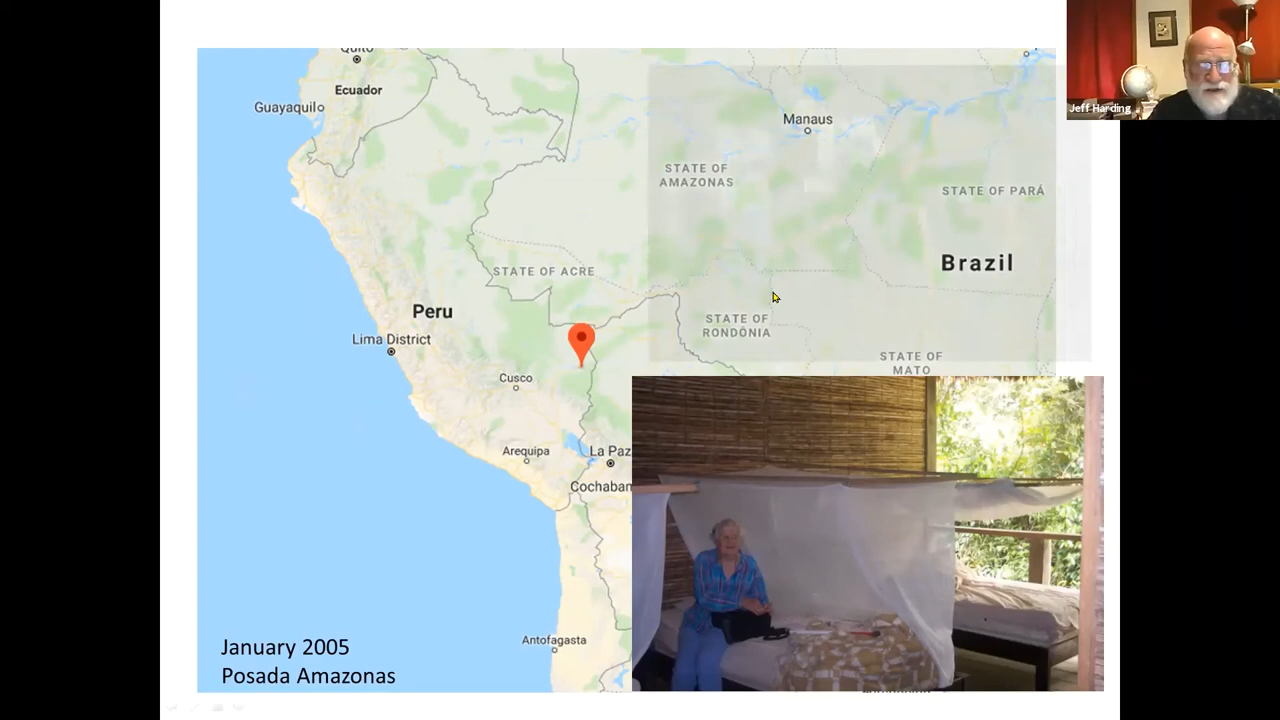 Quito
Ecuador
Guayaquil
Manaus
STATE OF
AMAZONAS
STATE OF PARÁ
Brazil
STATE OF ACRE
Peru
STATE OF
RONDÔNIA
Lima District
STATE OF
MATO
Cusco
Arequipa
La Paz
Cochabam
Antofagasta
January 2005
Posada Amazonas
Jeff Harding